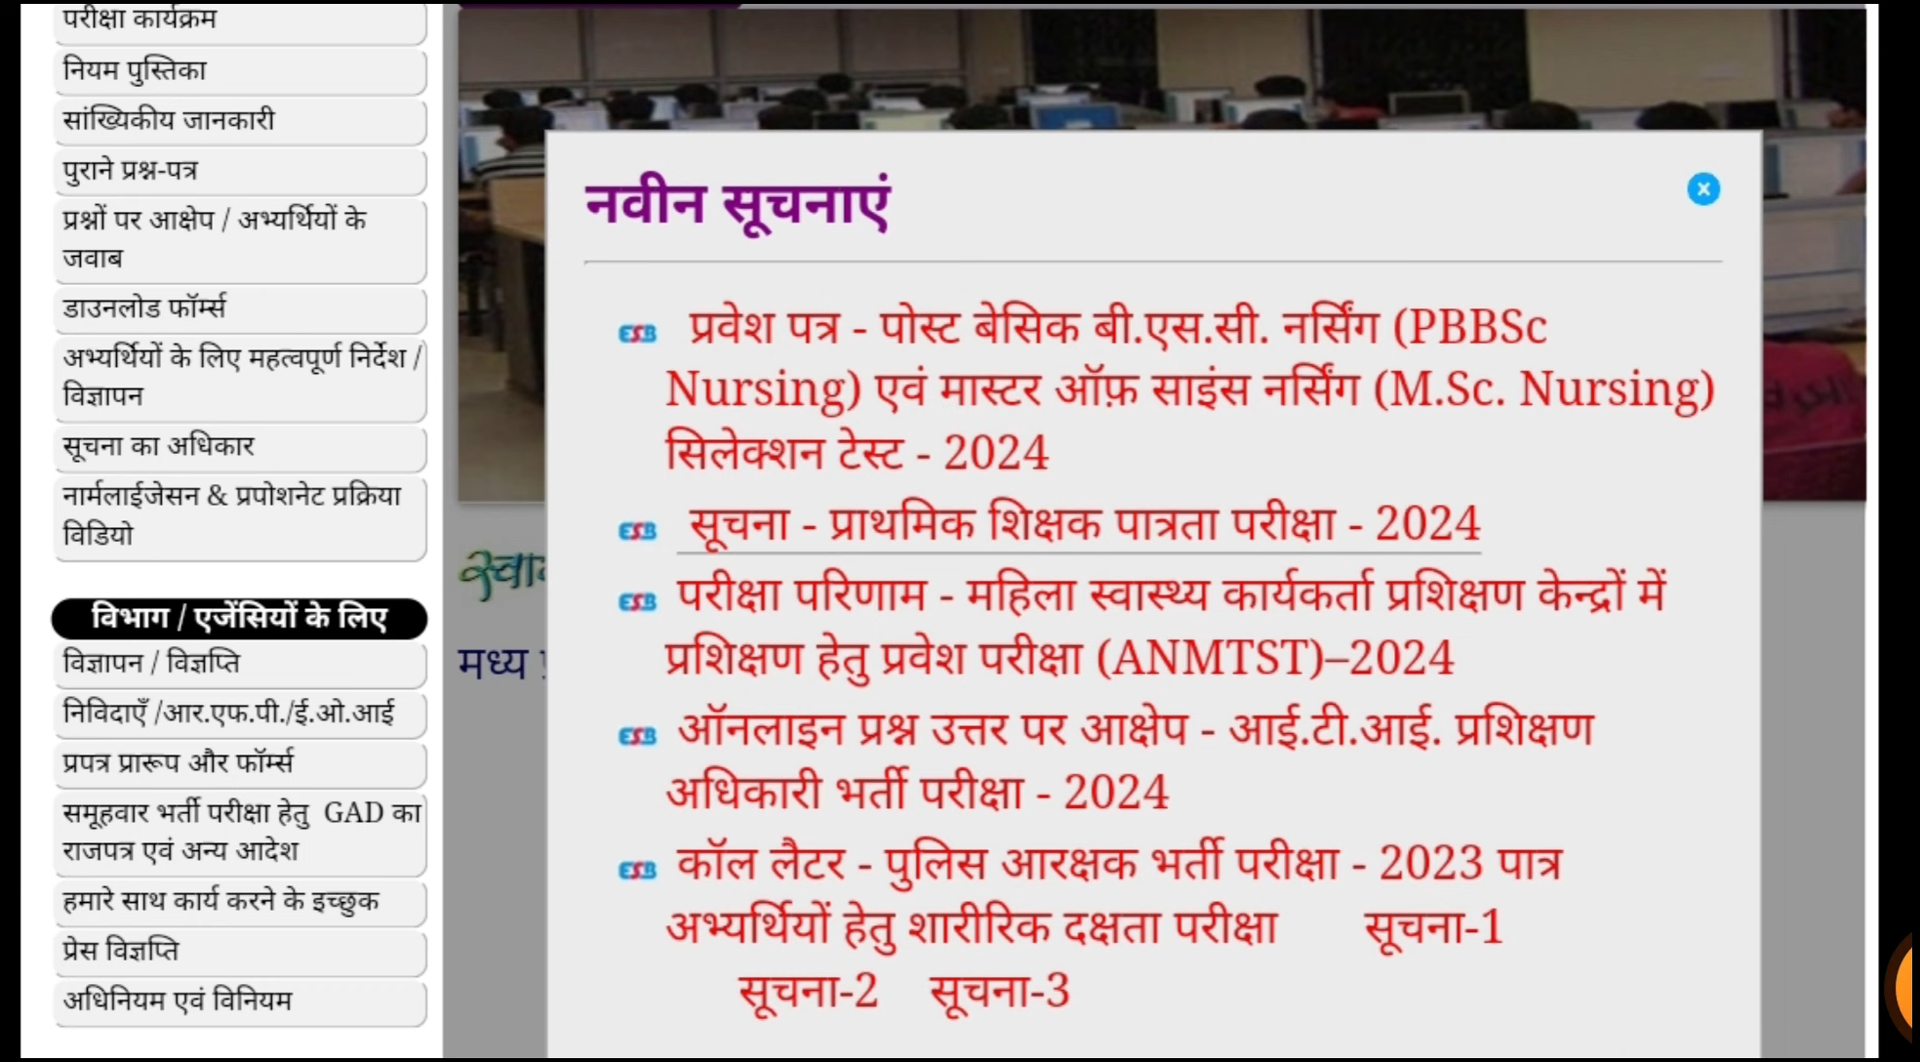 परीक्षा कार्यक्रम
नियम पुस्तिका
सांख्यिकीय जानकारी
पुराने प्रश्न-पत्र
प्रश्नों पर आक्षेप / अभ्यर्थियों के
जवाब
डाउनलोड फॉर्म्स
अभ्यर्थियों के लिए महत्वपूर्ण निर्देश /
विज्ञापन
सूचना का अधिकार
नार्मलाईजेसन & प्रपोशनेट प्रक्रिया
विडियो
विभाग / एजेंसियों के लिए
विज्ञापन / विज्ञप्ति
निविदाएँ /आर.एफ.पी./ई.ओ.आई
प्रपत्र प्रारूप और फॉर्म्स
समूहवार भर्ती परीक्षा हेतु GAD का
राजपत्र एवं अन्य आदेश
हमारे साथ कार्य करने के इच्छुक
प्रेस विज्ञप्ति
अधिनियम एवं विनियम
मध्य
नवीन सूचनाएं
ESB प्रवेश पत्र - पोस्ट बेसिक बी.एस.सी. नर्सिंग (PBBSc
Nursing) एवं मास्टर ऑफ़ साइंस नर्सिंग (M.Sc. Nursing)
सिलेक्शन टेस्ट - 2024
ESB सूचना - प्राथमिक शिक्षक पात्रता परीक्षा - 2024
ESB परीक्षा परिणाम - महिला स्वास्थ्य कार्यकर्ता प्रशिक्षण केन्द्रों में
प्रशिक्षण हेतु प्रवेश परीक्षा (ANMTST)–2024
ESB ऑनलाइन प्रश्न उत्तर पर आक्षेप - आई.टी.आई. प्रशिक्षण
अधिकारी भर्ती परीक्षा - 2024
ESB कॉल लैटर - पुलिस आरक्षक भर्ती परीक्षा - 2023 पात्र
अभ्यर्थियों हेतु शारीरिक दक्षता परीक्षा सूचना-1
सूचना-2 सूचना-3